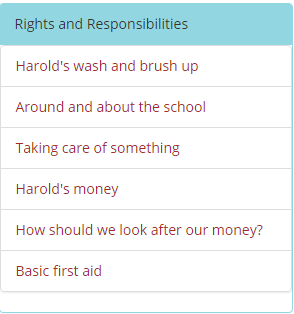 Rights and Responsibilities
Harold's wash and brush up
Around and about the school
Taking care of something
Harold's money
How should we look after our money?
Basic first aid